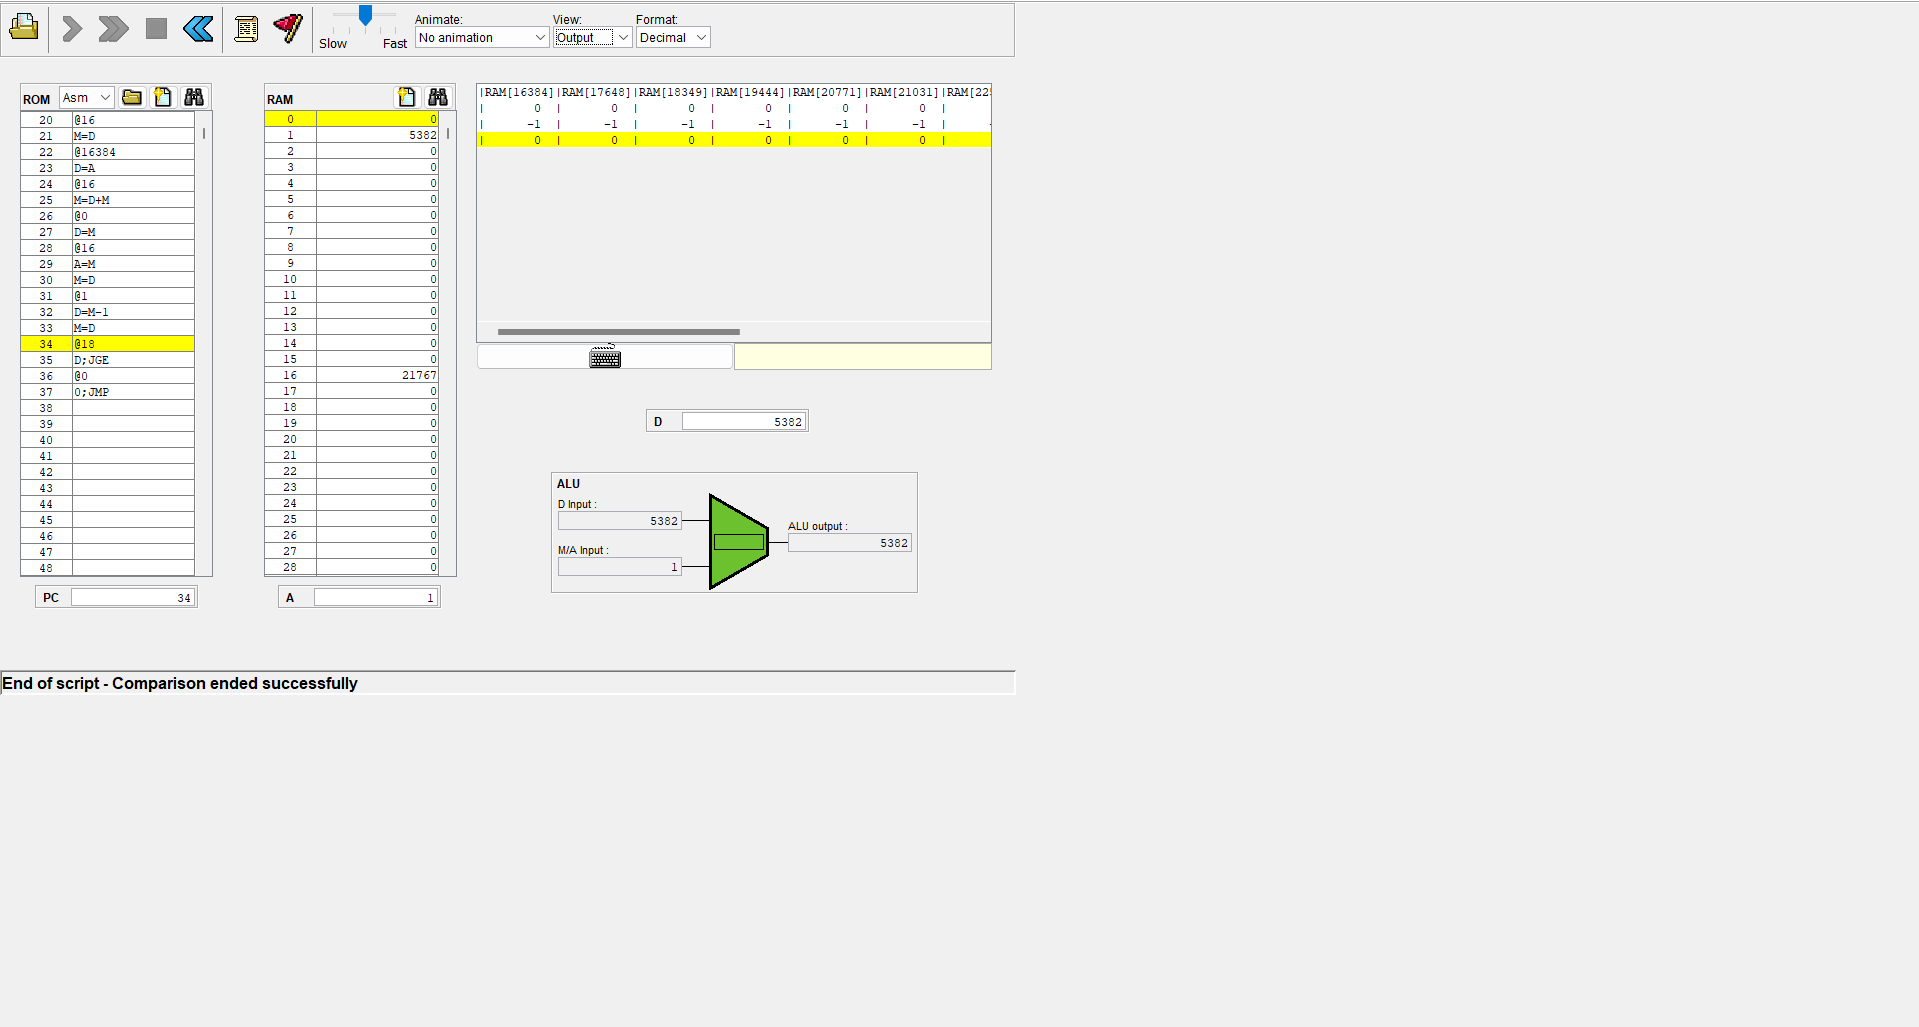 Slow Fast
Animate:
No animation
View:
Output
Format:
Decimal
ROM Asm
20 @16
21 M=D
22 @16384
23 D=A
24 @16
25 M=D+M
26 @0
27 D=M
28 @16
29 A=M
30 M=D
31 @1
32 D=M-1
33 M=D
34 @18
35 D;JGE
36 @0
37 0;JMP
38
39
40
41
42
43
44
45
46
47
48
PC 34
RAM
0 0
1 5382
2 0
3 0
4 0
5 0
6 0
7 0
8 0
9 0
10 0
11 0
12 0
13 0
14 0
15 0
16 21767
17 0
18 0
19 0
20 0
21 0
22 0
23 0
24 0
25 0
26 0
27 0
28 0
A 1
|RAM[16384]|RAM[17648]|RAM[18349]|RAM[19444]|RAM[20771]|RAM[21031]|RAM[22
| 0 | 0 | 0 | 0 | 0 | 0 |
| -1 | -1 | -1 | -1 | -1 | -1 |
| 0 | 0 | 0 | 0 | 0 | 0 |
D 5382
ALU
D Input :
5382
M/A Input :
1
ALU output :
5382
End of script - Comparison ended successfully